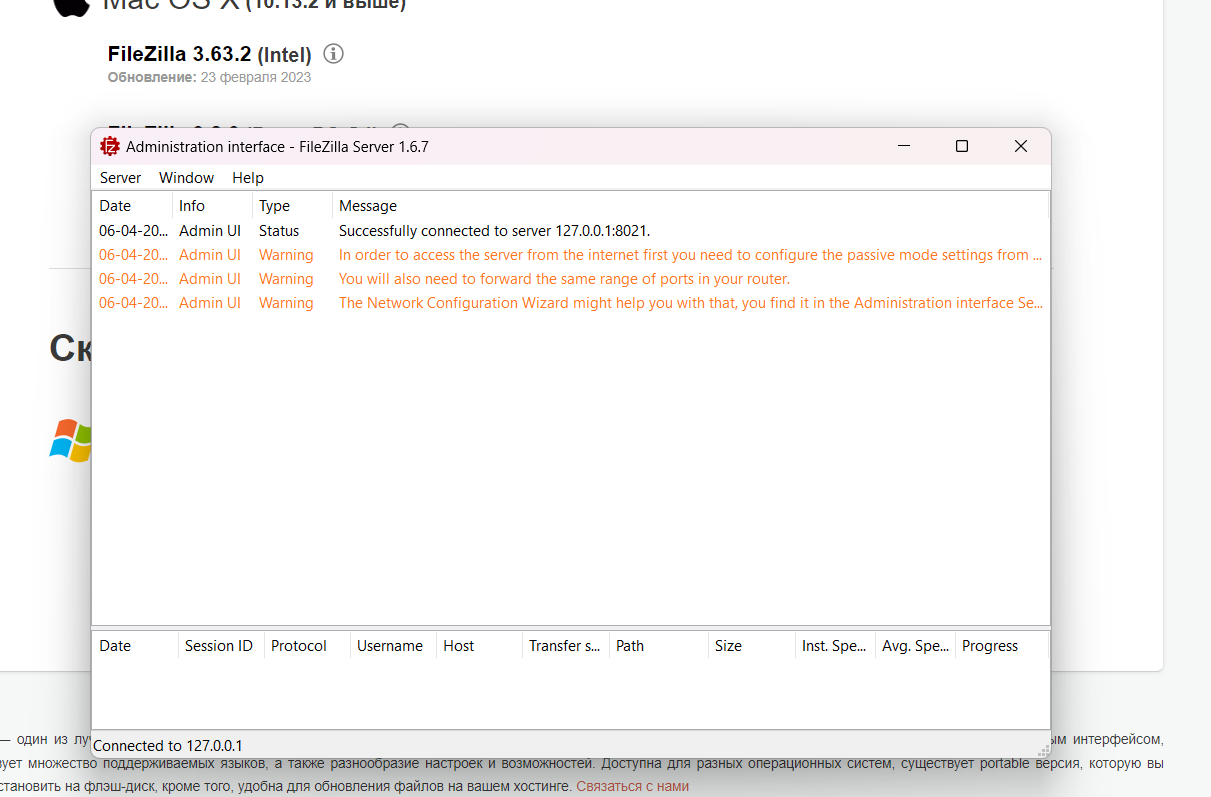 Mac OS X (10.13.2 и выше)
FileZilla 3.63.2 (Intel)
Обновление: 23 февраля 2023
Administration interface - FileZilla Server 1.6.7
Server Window Help
Date Info Type Message
06-04-20... Admin UI Status Successfully connected to server 127.0.0.1:8021.
06-04-20... Admin UI Warning In order to access the server from the internet first you need to configure the passive mode settings from ...
06-04-20... Admin UI Warning You will also need to forward the same range of ports in your router.
06-04-20... Admin UI Warning The Network Configuration Wizard might help you with that, you find it in the Administration interface Se...
Ск
Date Session ID Protocol Username Host Transfer s... Path Size Inst. Spe... Avg. Spe... Progress
Connected to 127.0.0.1
— один из лу ым интерфейсом,
вует множество поддерживаемых языков, а также разнообразие настроек и возможностей. Доступна для разных операционных систем, существует portable версия, которую вы
становить на флэш-диск, кроме того, удобна для обновления файлов на вашем хостинге. Связаться с нами